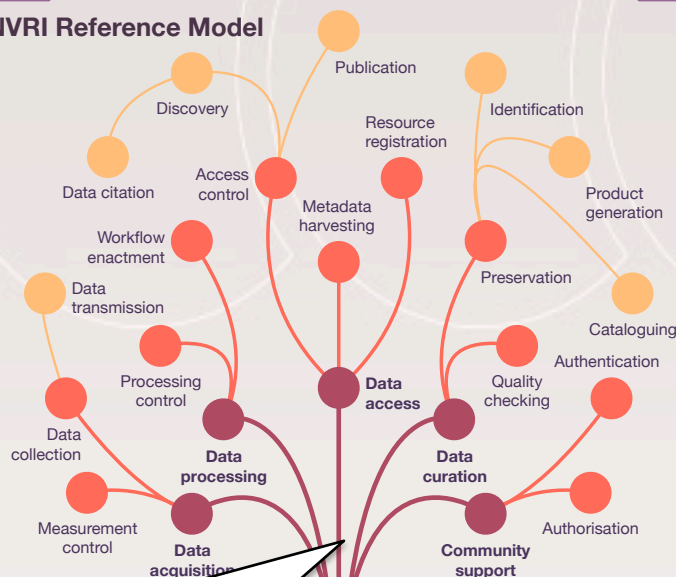 NVRI Reference Model
Publication
Discovery
Identification
Resource
registration
Access
control
Data citation
Product
generation
Metadata
harvesting
Workflow
enactment
Preservation
Data
transmission
Cataloguing
Authentication
Processing
control
Data
access
Quality
checking
Data
collection
Data
processing
Data
curation
Measurement
control
Authorisation
Data
acquisition
Community
support